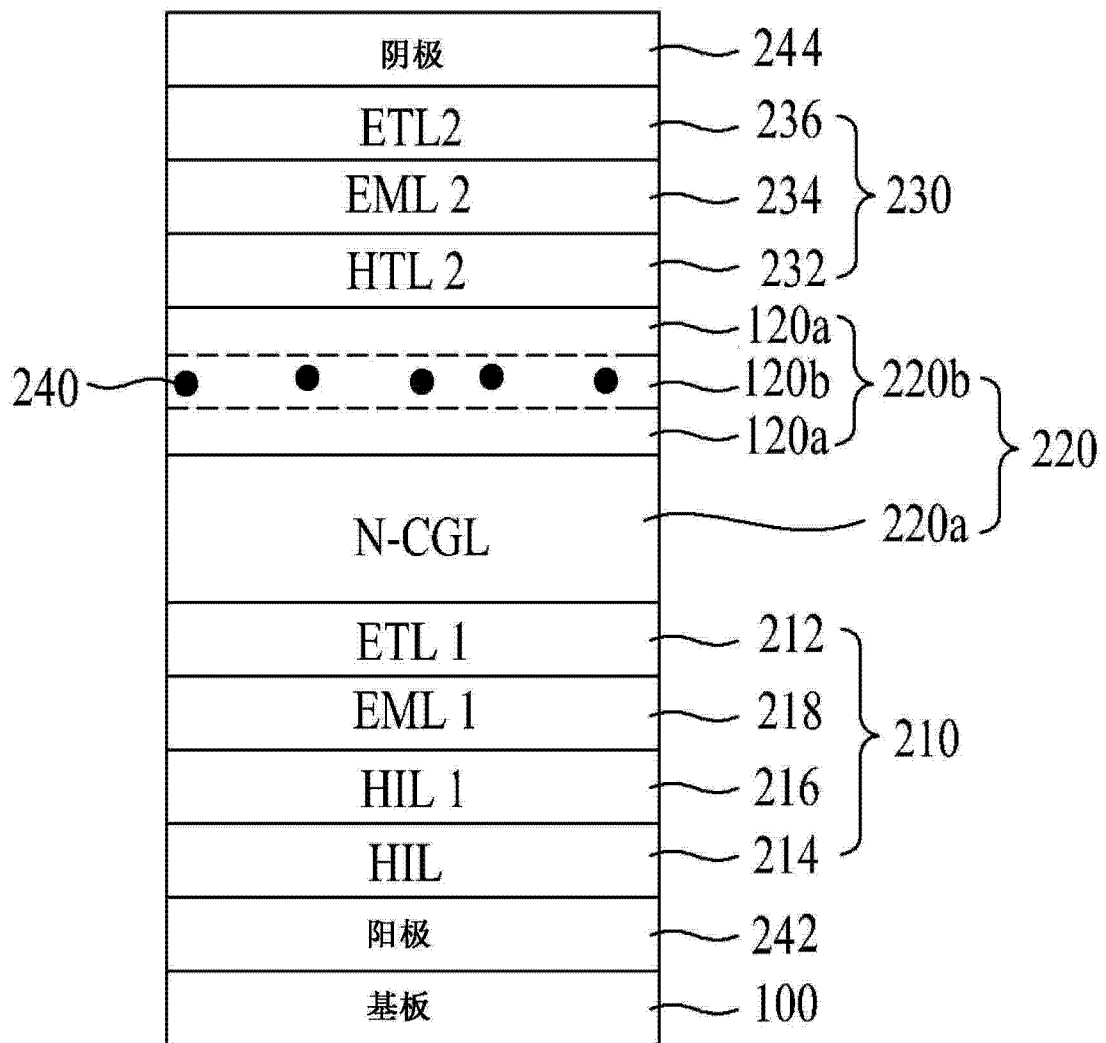 阴极 244
ETL2 236
EML 2 234 230
HTL 2 232
120a
240 120b 220b
120a 220
N-CGL 220a
ETL 1 212
EML 1 218 210
HIL 1 216
HIL 214
阳极 242
基板 100